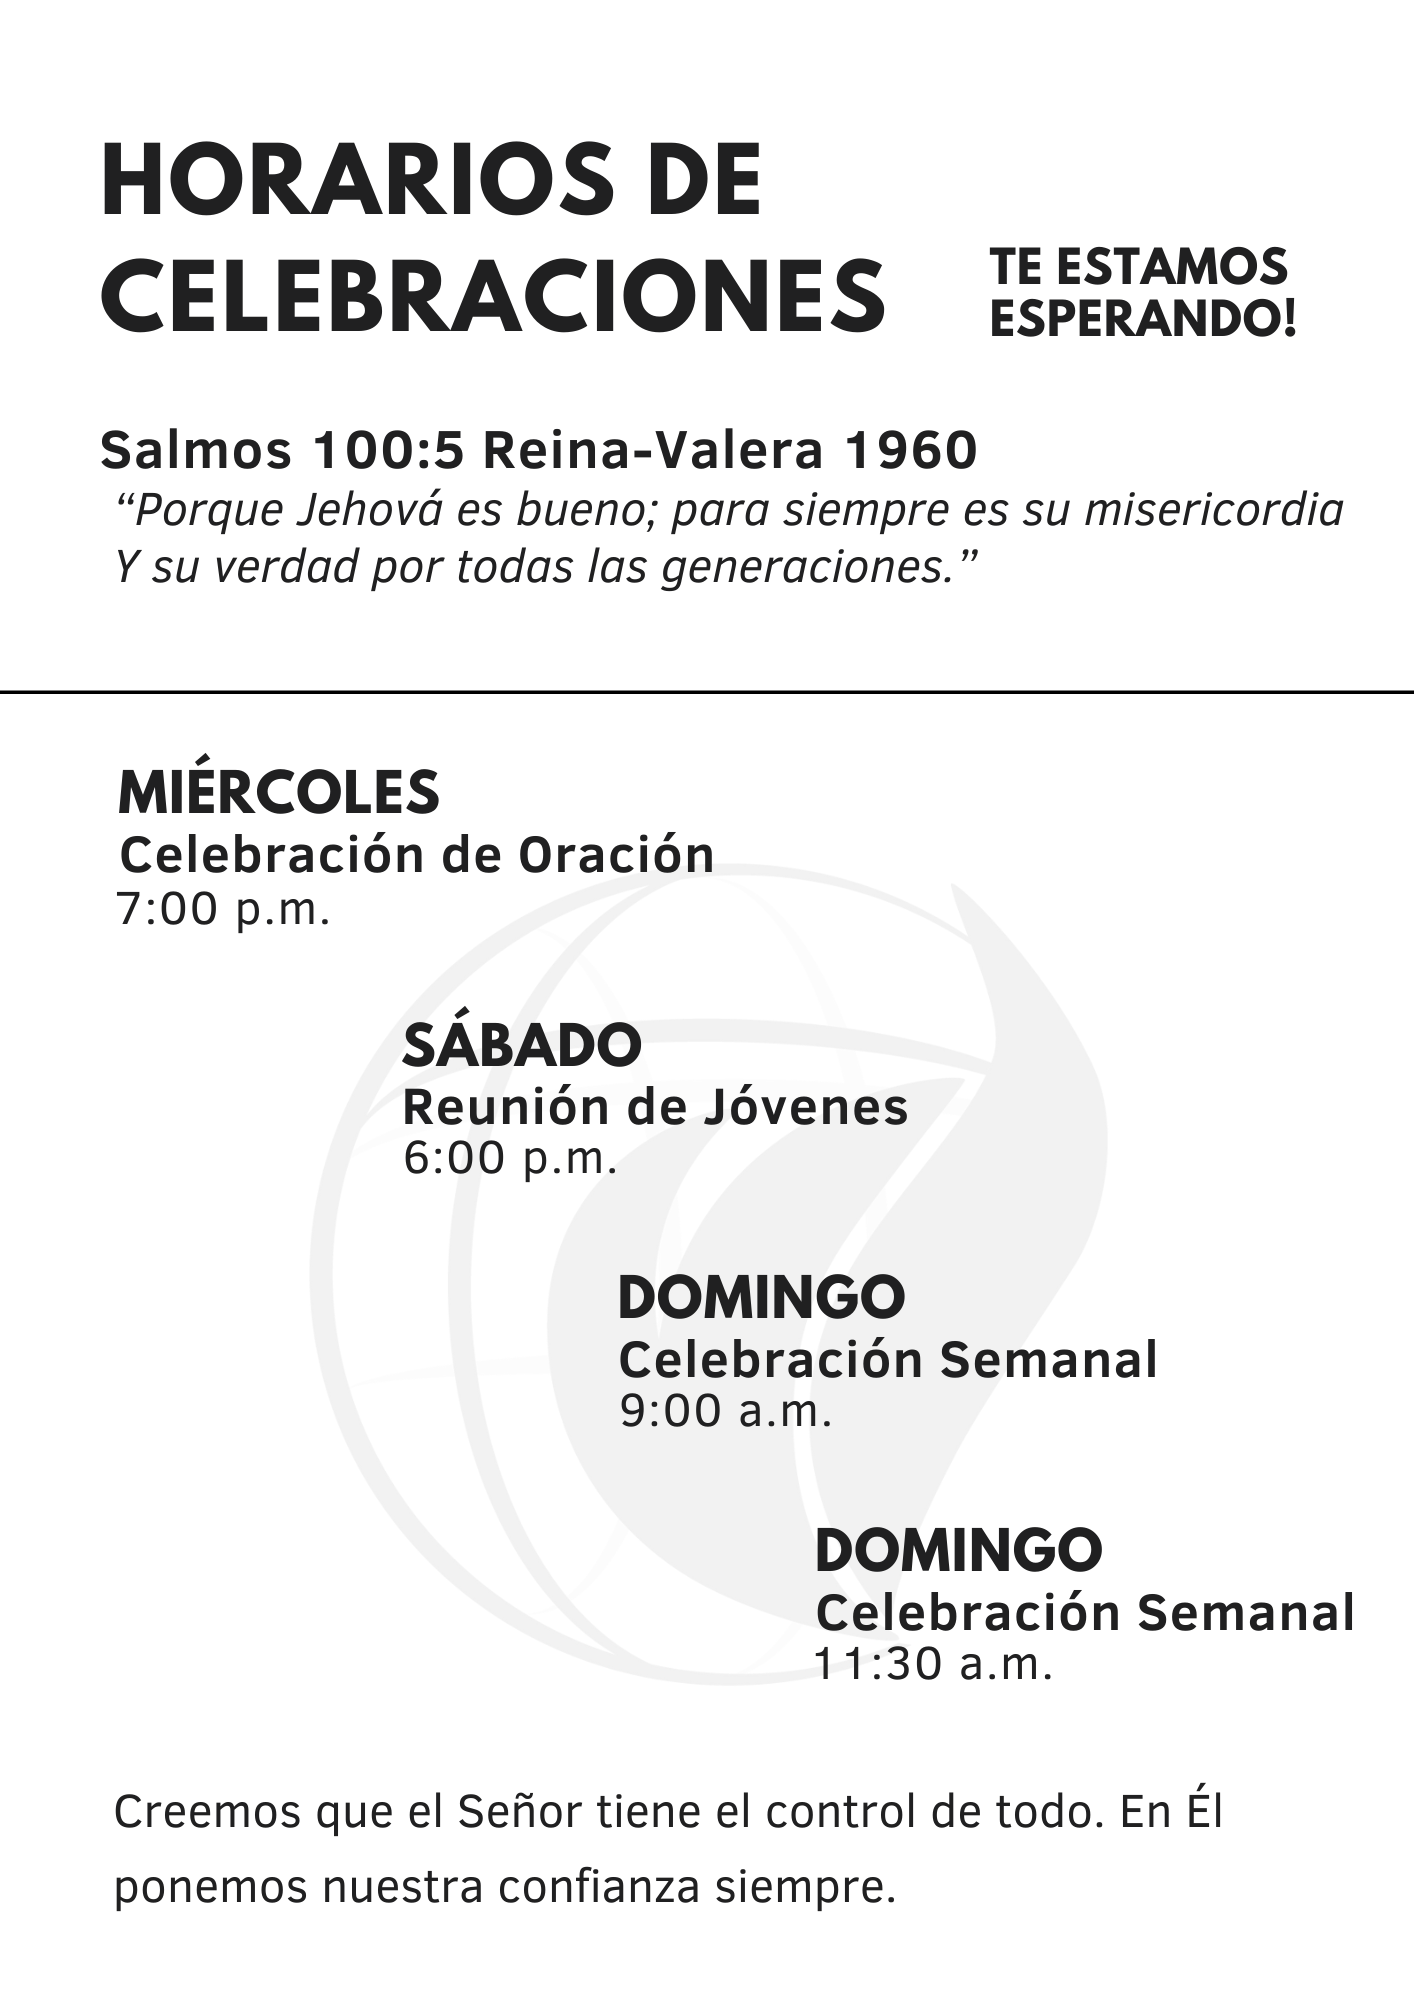 HORARIOS DE
CELEBRACIONES
TE ESTAMOS
ESPERANDO!
Salmos 100:5 Reina-Valera 1960
“Porque Jehová es bueno; para siempre es su misericordia
Y su verdad por todas las generaciones.”
MIÉRCOLES
Celebración de Oración
7:00 p.m.
SÁBADO
Reunión de Jóvenes
6:00 p.m.
DOMINGO
Celebración Semanal
9:00 a.m.
DOMINGO
Celebración Semanal
11:30 a.m.
Creemos que el Señor tiene el control de todo. En Él
ponemos nuestra confianza siempre.